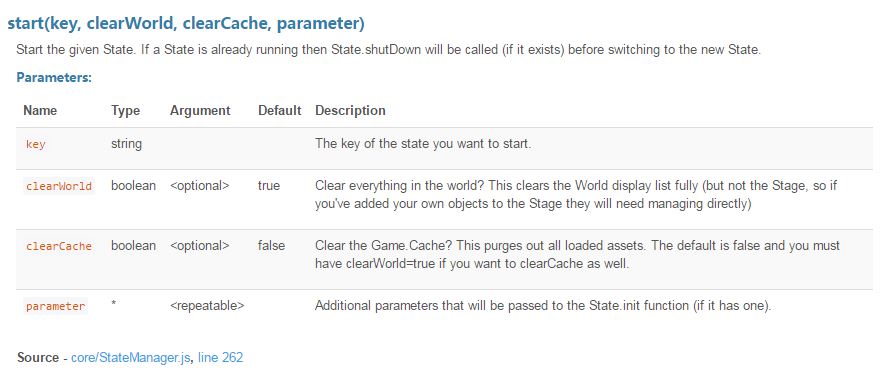 start(key, clearWorld, clearCache, parameter)
Start the given State. If a State is already running then State.shutDown will be called (if it exists) before switching to the new State.
Parameters:
Name Type Argument Default Description
key string The key of the state you want to start.
clearWorld boolean <optional> true Clear everything in the world? This clears the World display list fully (but not the Stage, so if
you've added your own objects to the Stage they will need managing directly)
clearCache boolean <optional> false Clear the Game.Cache? This purges out all loaded assets. The default is false and you must
have clearWorld=true if you want to clearCache as well.
parameter * <repeatable> Additional parameters that will be passed to the State.init function (if it has one).
Source - core/StateManager.js, line 262